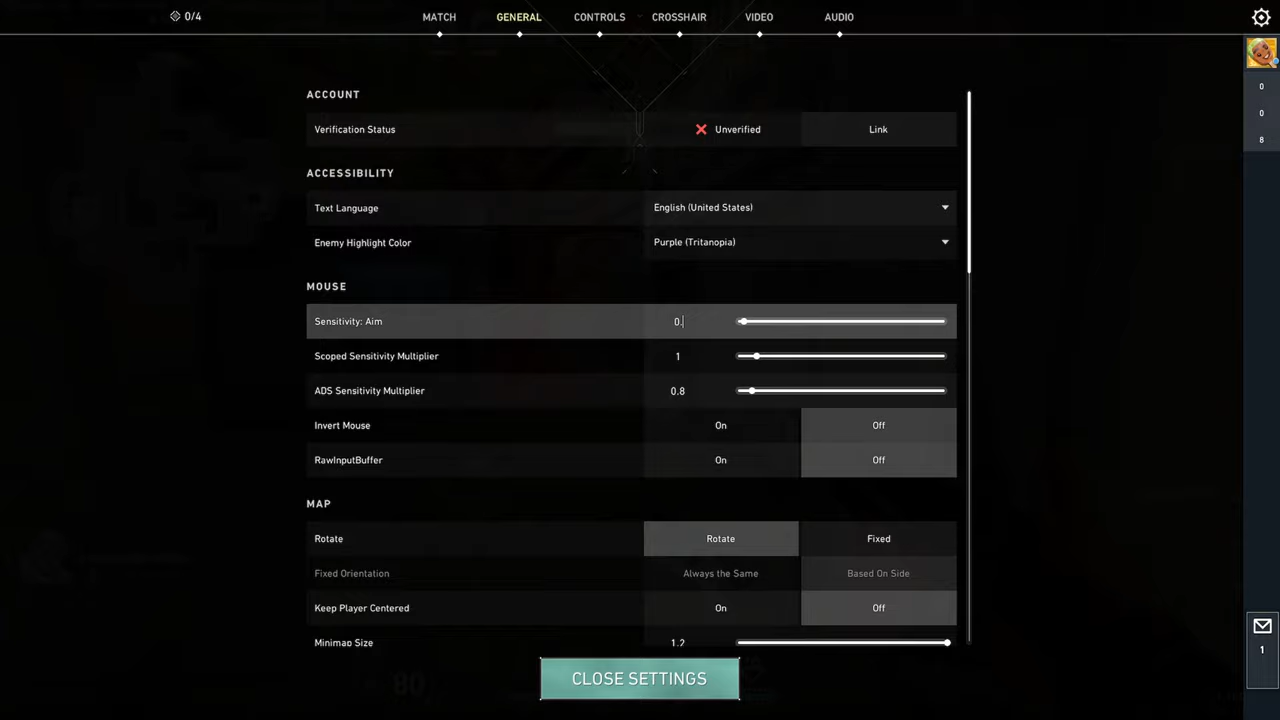 0/4
MATCH GENERAL CONTROLS CROSSHAIR VIDEO AUDIO
ACCOUNT
Verification Status Unverified Link
ACCESSIBILITY
Text Language English (United States)
Enemy Highlight Color Purple (Tritanopia)
MOUSE
Sensitivity: Aim 0.
Scoped Sensitivity Multiplier 1
ADS Sensitivity Multiplier 0.8
Invert Mouse On Off
RawInputBuffer On Off
MAP
Rotate Rotate Fixed
Fixed Orientation Always the Same Based On Side
Keep Player Centered On Off
Minimap Size 1.2
CLOSE SETTINGS
80
0
0
8
1